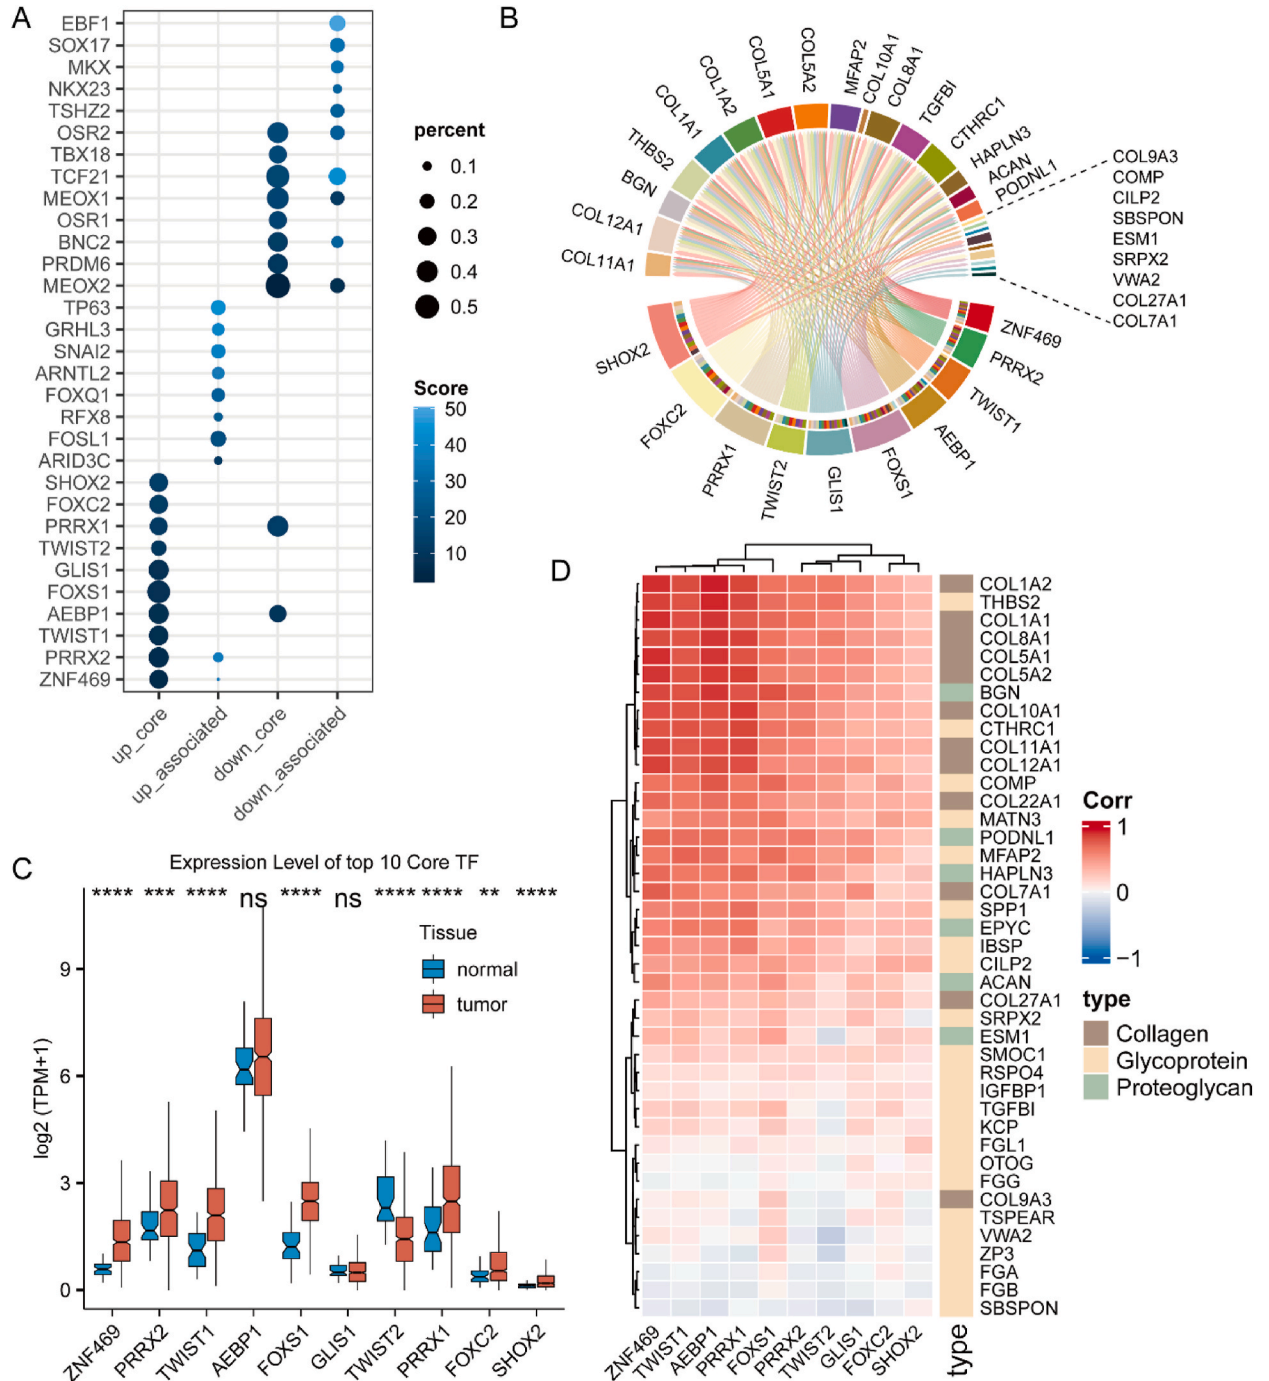 A
EBF1
SOX17
MKX
NKX23
TSHZ2
OSR2
TBX18
TCF21
MEOX1
OSR1
BNC2
PRDM6
MEOX2
TP63
GRHL3
SNAI2
ARNTL2
FOXQ1
RFX8
FOSL1
ARID3C
SHOX2
FOXC2
PRRX1
TWIST2
GLIS1
FOXS1
AEBP1
TWIST1
PRRX2
ZNF469
up_core
up_associated
down_core
down_associated
percent
0.1
0.2
0.3
0.4
0.5
Score
50
40
30
20
10
B
COL11A1
COL12A1
BGN
THBS2
COL1A1
COL1A2
COL5A1
COL5A2
MFAP2
COL10A1
COL8A1
TGFBI
CTHRC1
HAPLN3
ACAN
PODNL1
COL9A3
COMP
CILP2
SBSPON
ESM1
SRPX2
VWA2
COL27A1
COL7A1
ZNF469
PRRX2
TWIST1
AEBP1
FOXS1
GLIS1
TWIST2
PRRX1
FOXC2
SHOX2
C
Expression Level of top 10 Core TF
**** *** **** ns **** ns **** **** ** ****
Tissue
normal
tumor
log2 (TPM+1)
9
6
3
0
ZNF469
PRRX2
TWIST1
AEBP1
FOXS1
GLIS1
TWIST2
PRRX1
FOXC2
SHOX2
D
COL1A2
THBS2
COL1A1
COL8A1
COL5A1
COL5A2
BGN
COL10A1
CTHRC1
COL11A1
COL12A1
COMP
COL22A1
MATN3
PODNL1
MFAP2
HAPLN3
COL7A1
SPP1
EPYC
IBSP
CILP2
ACAN
COL27A1
SRPX2
ESM1
SMOC1
RSPO4
IGFBP1
TGFBI
KCP
FGL1
OTOG
FGG
COL9A3
TSPEAR
VWA2
ZP3
FGA
FGB
SBSPON
ZNF469
TWIST1
AEBP1
PRRX1
FOXS1
PRRX2
TWIST2
GLIS1
FOXC2
SHOX2
type
Corr
1
0
−1
type
Collagen
Glycoprotein
Proteoglycan